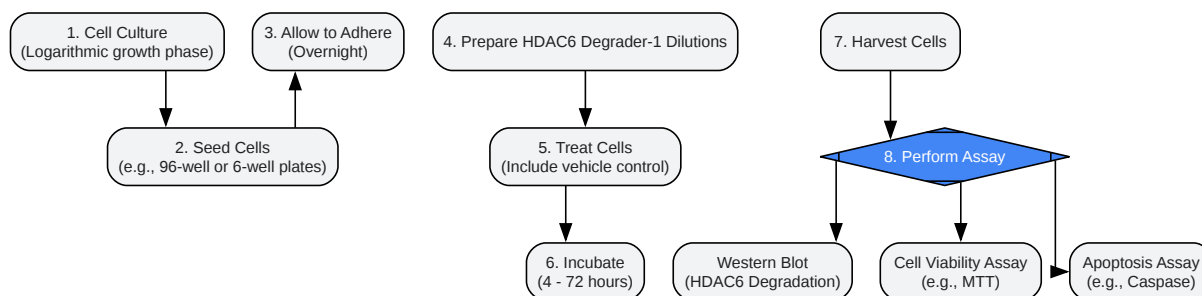 1. Cell Culture
(Logarithmic growth phase)
2. Seed Cells
(e.g., 96-well or 6-well plates)
3. Allow to Adhere
(Overnight)
4. Prepare HDAC6 Degrader-1 Dilutions
5. Treat Cells
(Include vehicle control)
6. Incubate
(4 - 72 hours)
7. Harvest Cells
8. Perform Assay
Western Blot
(HDAC6 Degradation)
Cell Viability Assay
(e.g., MTT)
Apoptosis Assay
(e.g., Caspase)